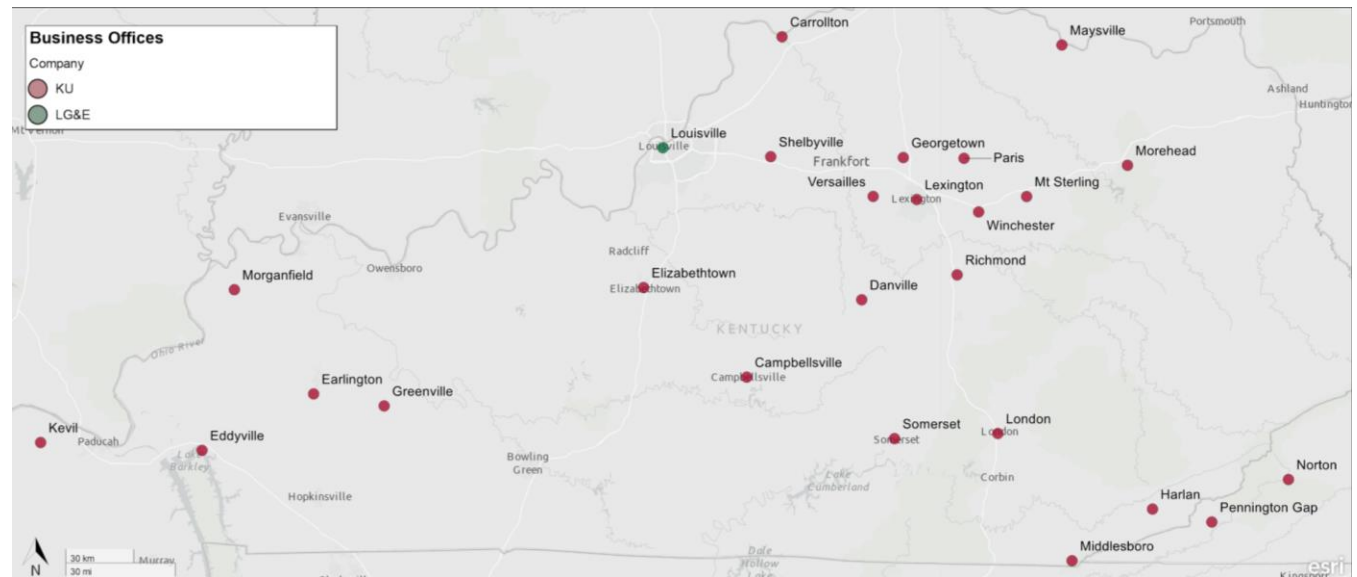 Business Offices
Company
KU
LG&E
Mt Vernon
Carrollton
Maysville
Portsmouth
Ashland
Huntington
Louisville
Louisville
Shelbyville
Frankfort
Georgetown
Paris
Morehead
Versailles
Lexington
Lexington
Mt Sterling
Winchester
Evansville
Radcliff
Owensboro
Morganfield
Elizabethtown
Elizabethtown
Richmond
Danville
KENTUCKY
Ohio River
Campbellsville
Campbellsville
Earlington
Greenville
Kevil
Paducah
Eddyville
Lake
Barkley
Somerset
Somerset
London
London
Bowling
Green
Hopkinsville
Lake
Cumberland
Corbin
Norton
Harlan
Pennington Gap
Middlesboro
N
30 km
30 mi
Murray
Dale
Hollow
Lake
esri